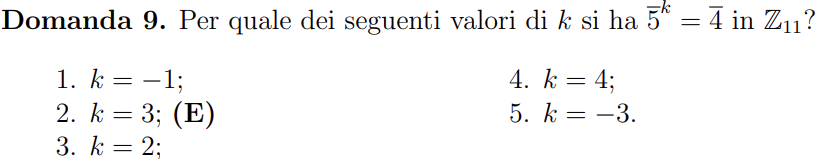 Domanda 9. Per quale dei seguenti valori di k si ha 5̅ᵏ = 4̅ in ℤ₁₁?
1. k = −1;
2. k = 3; (E)
3. k = 2;
4. k = 4;
5. k = −3.